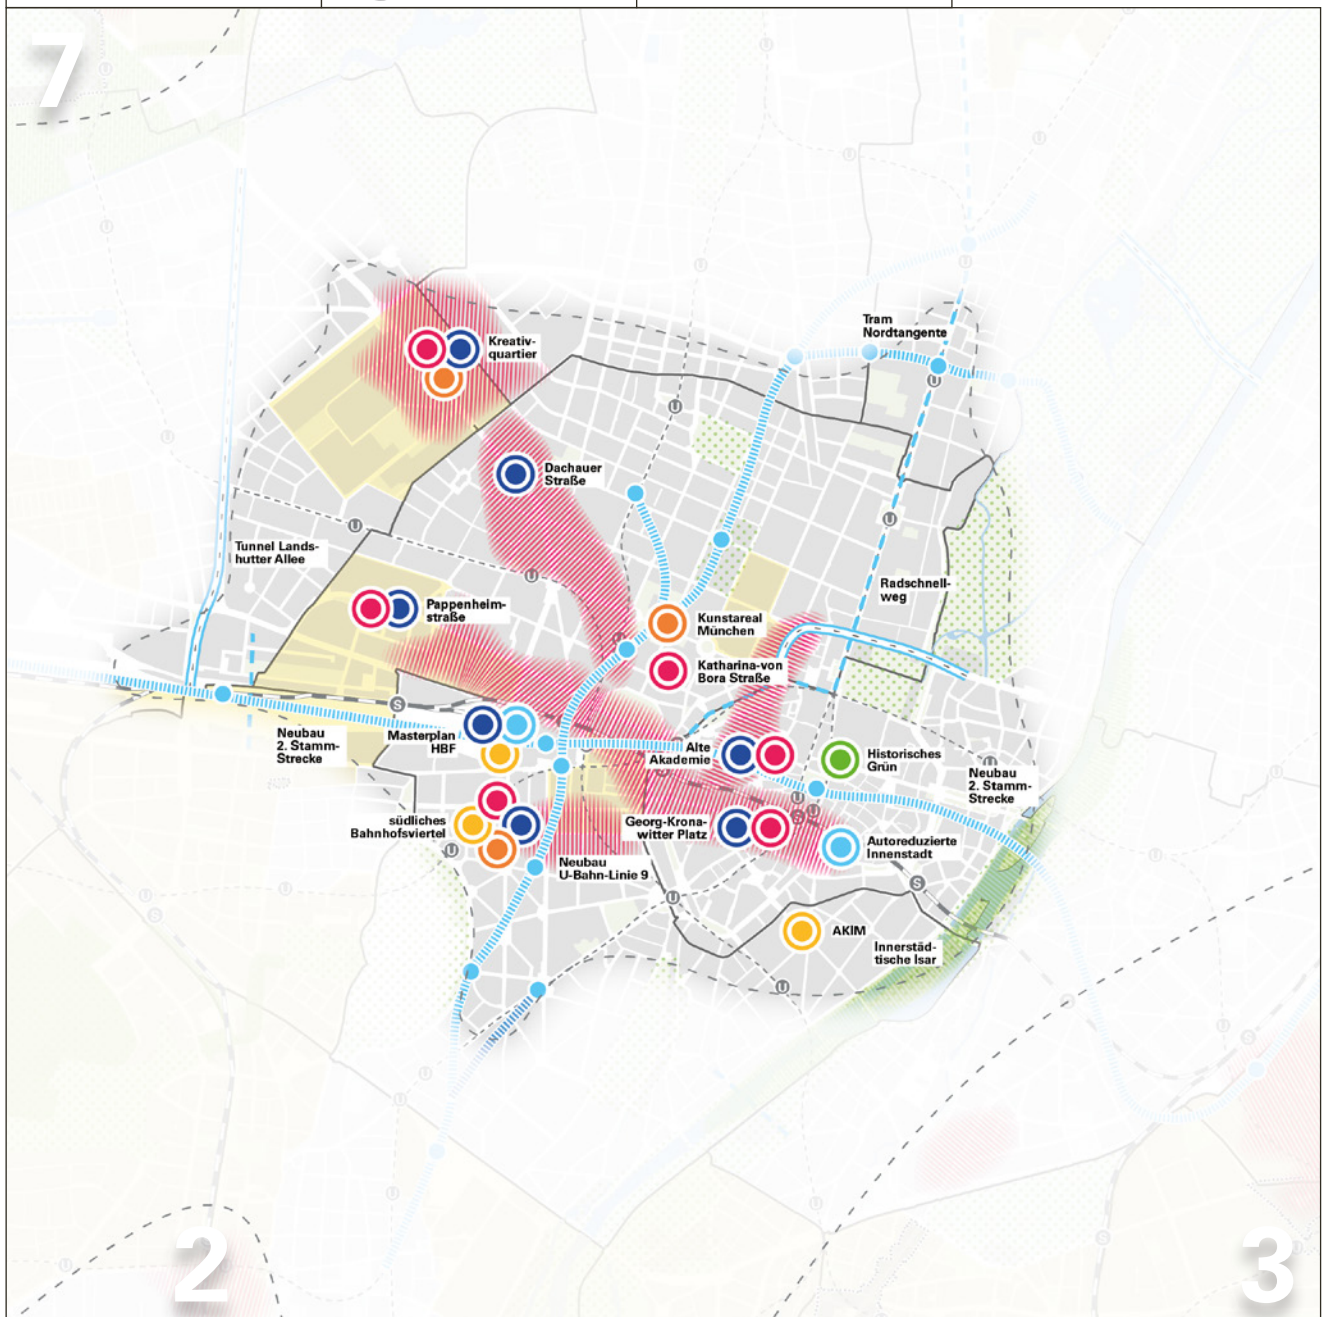 7
Tram
Nordtangente
Kreativ-
quartier
Dachauer
Straße
Tunnel Lands-
hutter Allee
Radschnell-
weg
Pappenheim-
straße
Kunstareal
München
Katharina-von
Bora Straße
Neubau
2. Stamm-
Strecke
Masterplan
HBF
Alte
Akademie
Historisches
Grün
Neubau
2. Stamm-
Strecke
südliches
Bahnhofsviertel
Georg-Krona-
witter Platz
Autoreduzierte
Innenstadt
Neubau
U-Bahn-Linie 9
AKIM
Innerstäd-
tische Isar
U
U
U
U
U
U
U
U
U
S
S
2
3